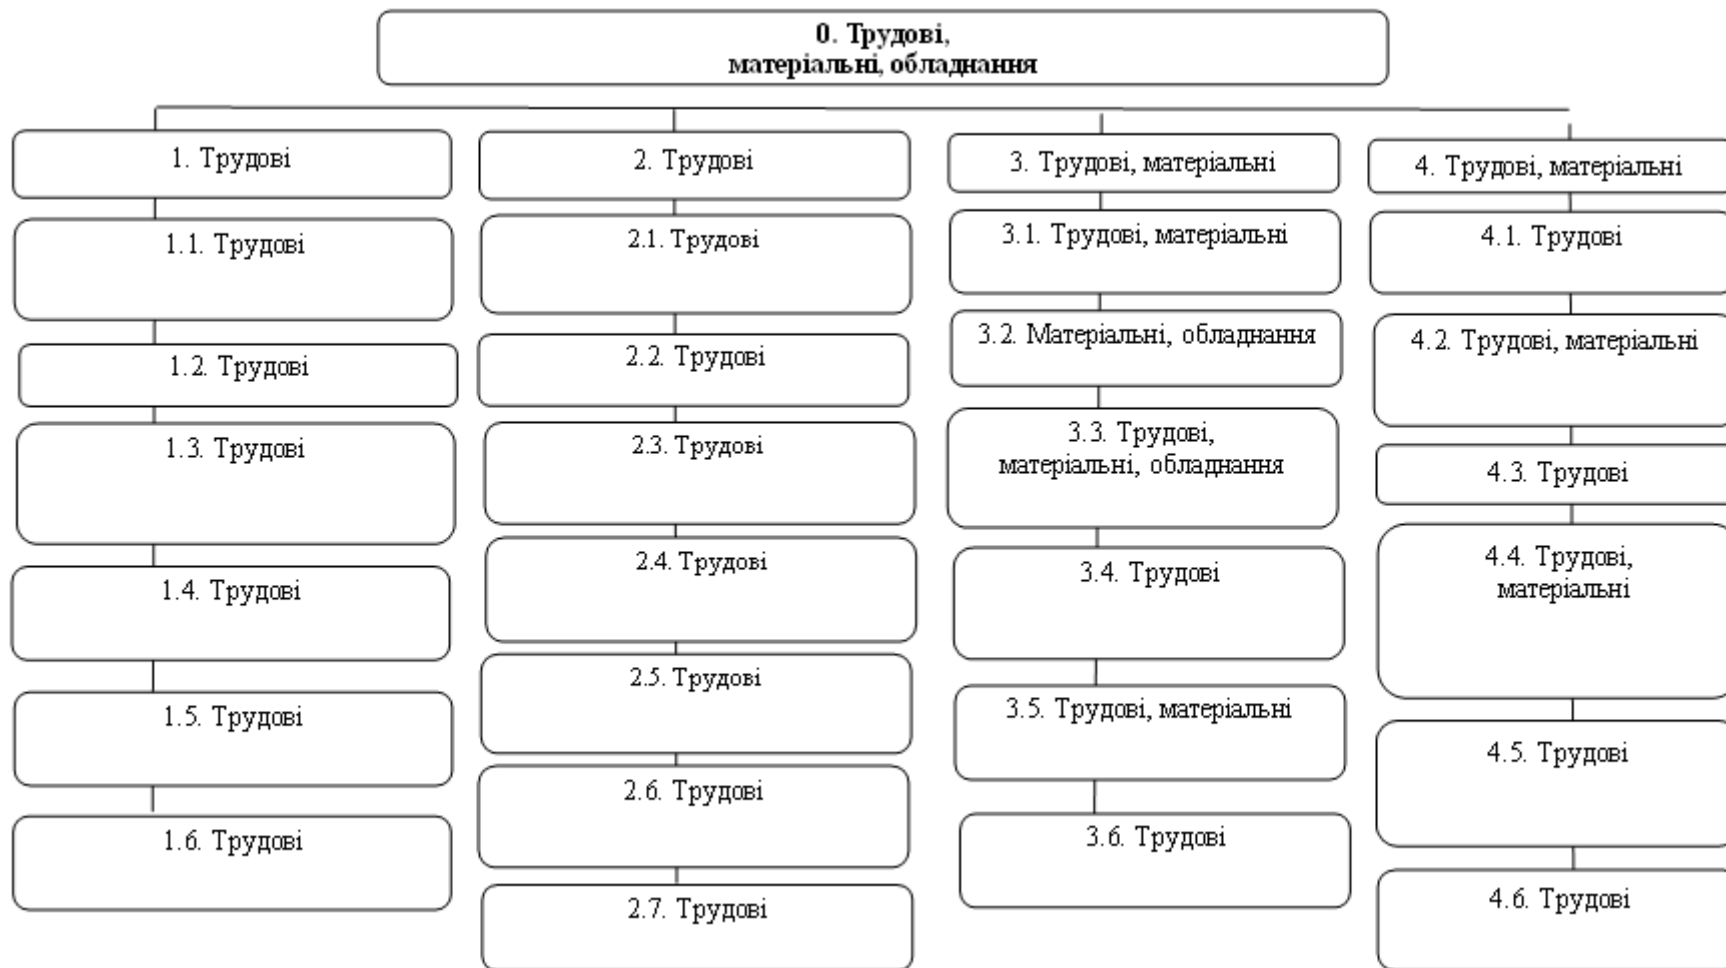 0. Трудові,
матеріальні, обладнання
1. Трудові
1.1. Трудові
1.2. Трудові
1.3. Трудові
1.4. Трудові
1.5. Трудові
1.6. Трудові
2. Трудові
2.1. Трудові
2.2. Трудові
2.3. Трудові
2.4. Трудові
2.5. Трудові
2.6. Трудові
2.7. Трудові
3. Трудові, матеріальні
3.1. Трудові, матеріальні
3.2. Матеріальні, обладнання
3.3. Трудові,
матеріальні, обладнання
3.4. Трудові
3.5. Трудові, матеріальні
3.6. Трудові
4. Трудові, матеріальні
4.1. Трудові
4.2. Трудові, матеріальні
4.3. Трудові
4.4. Трудові,
матеріальні
4.5. Трудові
4.6. Трудові